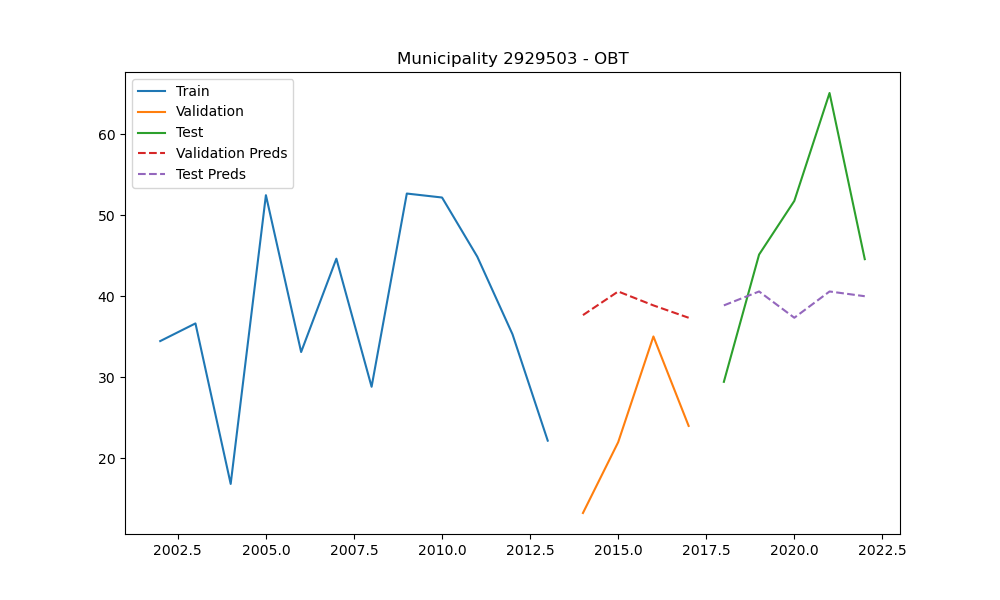 Municipality 2929503 - OBT
Train
Validation
Test
Validation Preds
Test Preds
60
50
40
30
20
2002.5 2005.0 2007.5 2010.0 2012.5 2015.0 2017.5 2020.0 2022.5